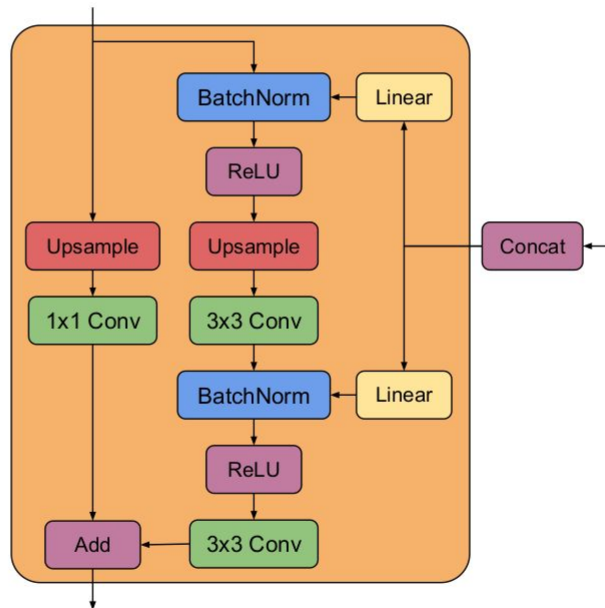 BatchNorm
Linear
ReLU
Upsample
Upsample
Concat
1x1 Conv
3x3 Conv
BatchNorm
Linear
ReLU
Add
3x3 Conv